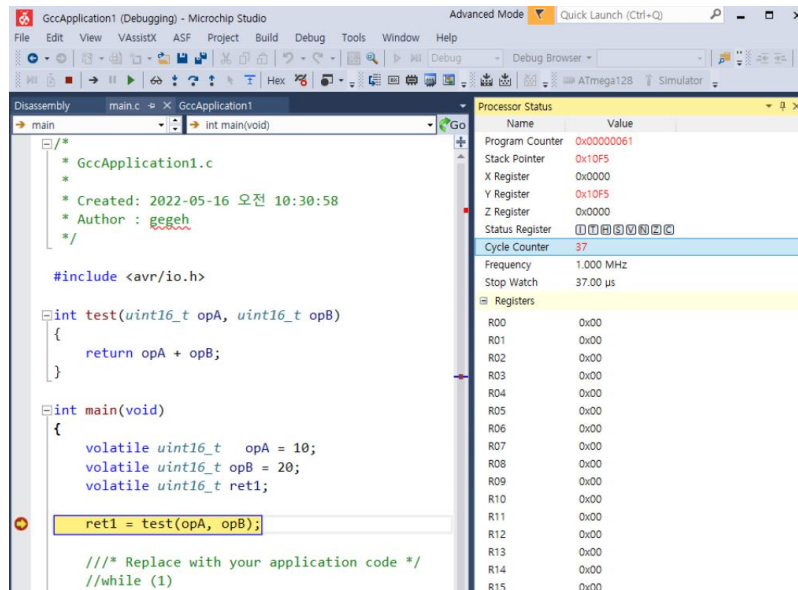 GccApplication1 (Debugging) - Microchip Studio
Advanced Mode
Quick Launch (Ctrl+Q)
File Edit View VAssistX ASF Project Build Debug Tools Window Help
Debug
Debug Browser
Hex
ATmega128
Simulator
Disassembly main.c GccApplication1
main
int main(void)
Go
/*
* GccApplication1.c
*
* Created: 2022-05-16 오전 10:30:58
* Author : gegeh
*/
#include <avr/io.h>
int test(uint16_t opA, uint16_t opB)
{
return opA + opB;
}
int main(void)
{
volatile uint16_t opA = 10;
volatile uint16_t opB = 20;
volatile uint16_t ret1;
ret1 = test(opA, opB);
///* Replace with your application code */
//while (1)
Processor Status
Name Value
Program Counter 0x00000061
Stack Pointer 0x10F5
X Register 0x0000
Y Register 0x10F5
Z Register 0x0000
Status Register I T H S V N Z C
Cycle Counter 37
Frequency 1.000 MHz
Stop Watch 37.00 µs
Registers
R00 0x00
R01 0x00
R02 0x00
R03 0x00
R04 0x00
R05 0x00
R06 0x00
R07 0x00
R08 0x00
R09 0x00
R10 0x00
R11 0x00
R12 0x00
R13 0x00
R14 0x00
R15 0x00